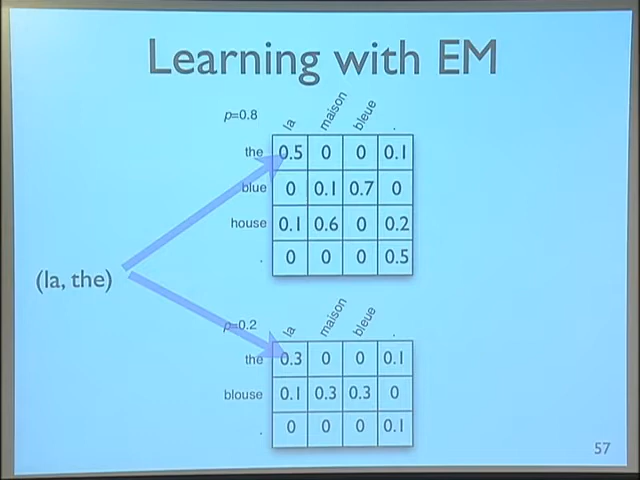 Learning with EM
p=0.8
la maison bleue .
the 0.5 0 0 0.1
blue 0 0.1 0.7 0
house 0.1 0.6 0 0.2
. 0 0 0 0.5
(la, the)
p=0.2
la maison bleue .
the 0.3 0 0 0.1
blouse 0.1 0.3 0.3 0
. 0 0 0 0.1
57